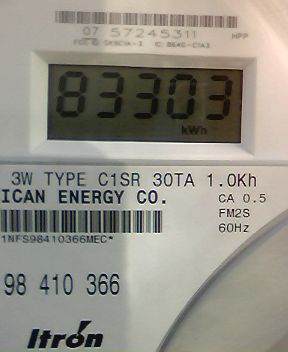 07 57245311 HPP
83303
kWh
3W TYPE C1SR 30TA 1.0Kh
ICAN ENERGY CO. CA 0.5
FM2S
1NFS98410366MEC* 60Hz
98 410 366
Itron